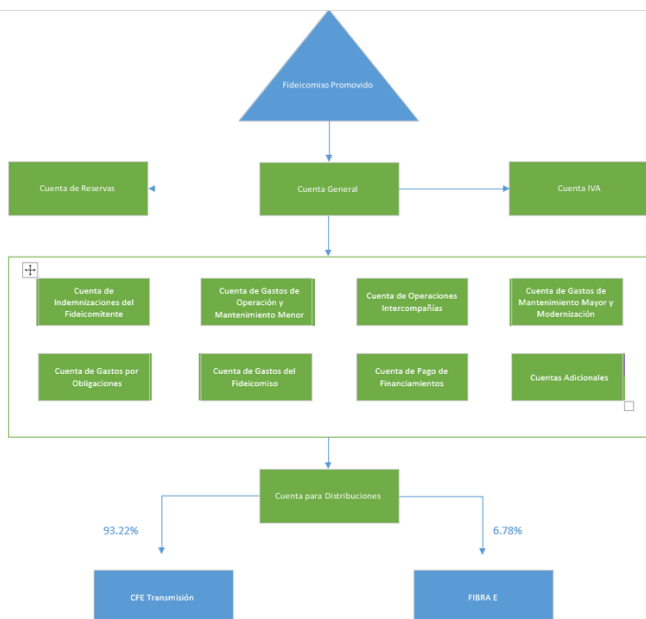 Fideicomiso Promovido
Cuenta de Reservas
Cuenta General
Cuenta IVA
Cuenta de
Indemnizaciones del
Fideicomitente
Cuenta de Gastos de
Operación y
Mantenimiento Menor
Cuenta de Operaciones
Intercompañías
Cuenta de Gastos de
Mantenimiento Mayor y
Modernización
Cuenta de Gastos por
Obligaciones
Cuenta de Gastos del
Fideicomiso
Cuenta de Pago de
Financiamientos
Cuentas Adicionales
Cuenta para Distribuciones
93.22%
6.78%
CFE Transmisión
FIBRA E